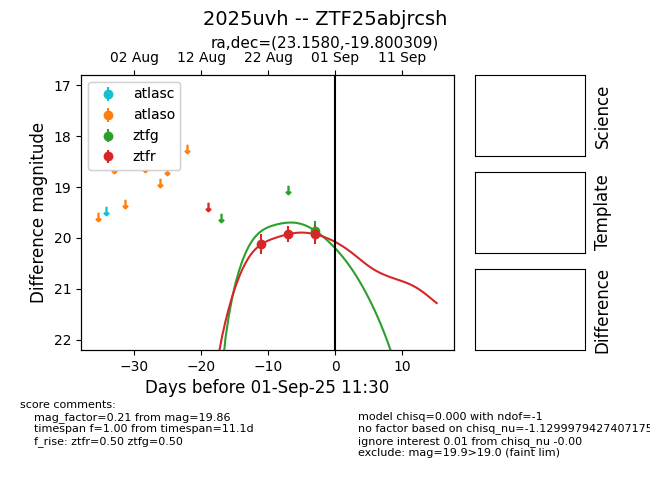 2025uvh -- ZTF25abjrcsh
ra,dec=(23.1580,-19.800309)
02 Aug 12 Aug 22 Aug 01 Sep 11 Sep
atlasc
atlaso
ztfg
ztfr
17
18
19
20
21
22
Difference magnitude
−30 −20 −10 0 10
Days before 01-Sep-25 11:30
Science
Template
Difference
score comments:
mag_factor=0.21 from mag=19.86
timespan f=1.00 from timespan=11.1d
f_rise: ztfr=0.50 ztfg=0.50
model chisq=0.000 with ndof=-1
no factor based on chisq_nu=-1.1299979427407175
ignore interest 0.01 from chisq_nu -0.00
exclude: mag=19.9>19.0 (faint lim)